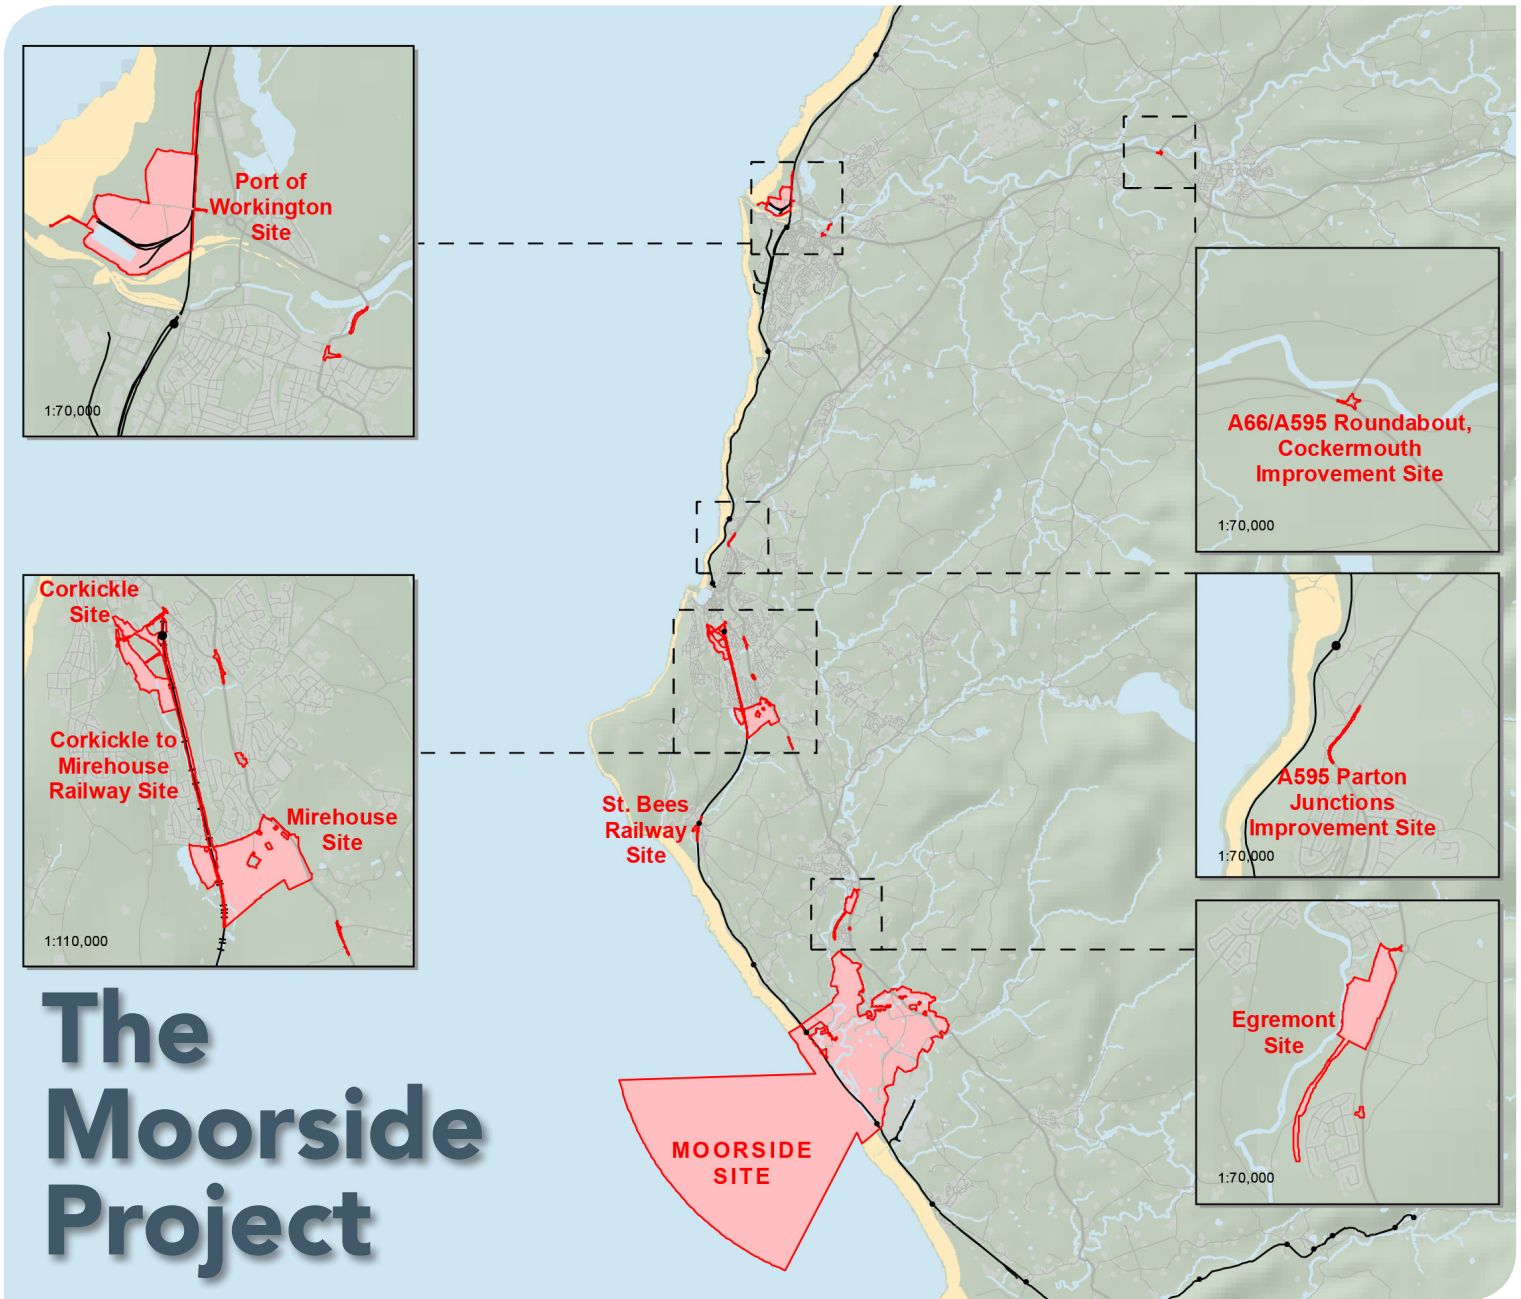 Port of
Workington
Site
1:70,000
A66/A595 Roundabout,
Cockermouth
Improvement Site
1:70,000
Corkickle
Site
Corkickle to
Mirehouse
Railway Site
Mirehouse
Site
1:110,000
A595 Parton
Junctions
Improvement Site
1:70,000
St. Bees
Railway
Site
Egremont
Site
1:70,000
MOORSIDE
SITE
The
Moorside
Project